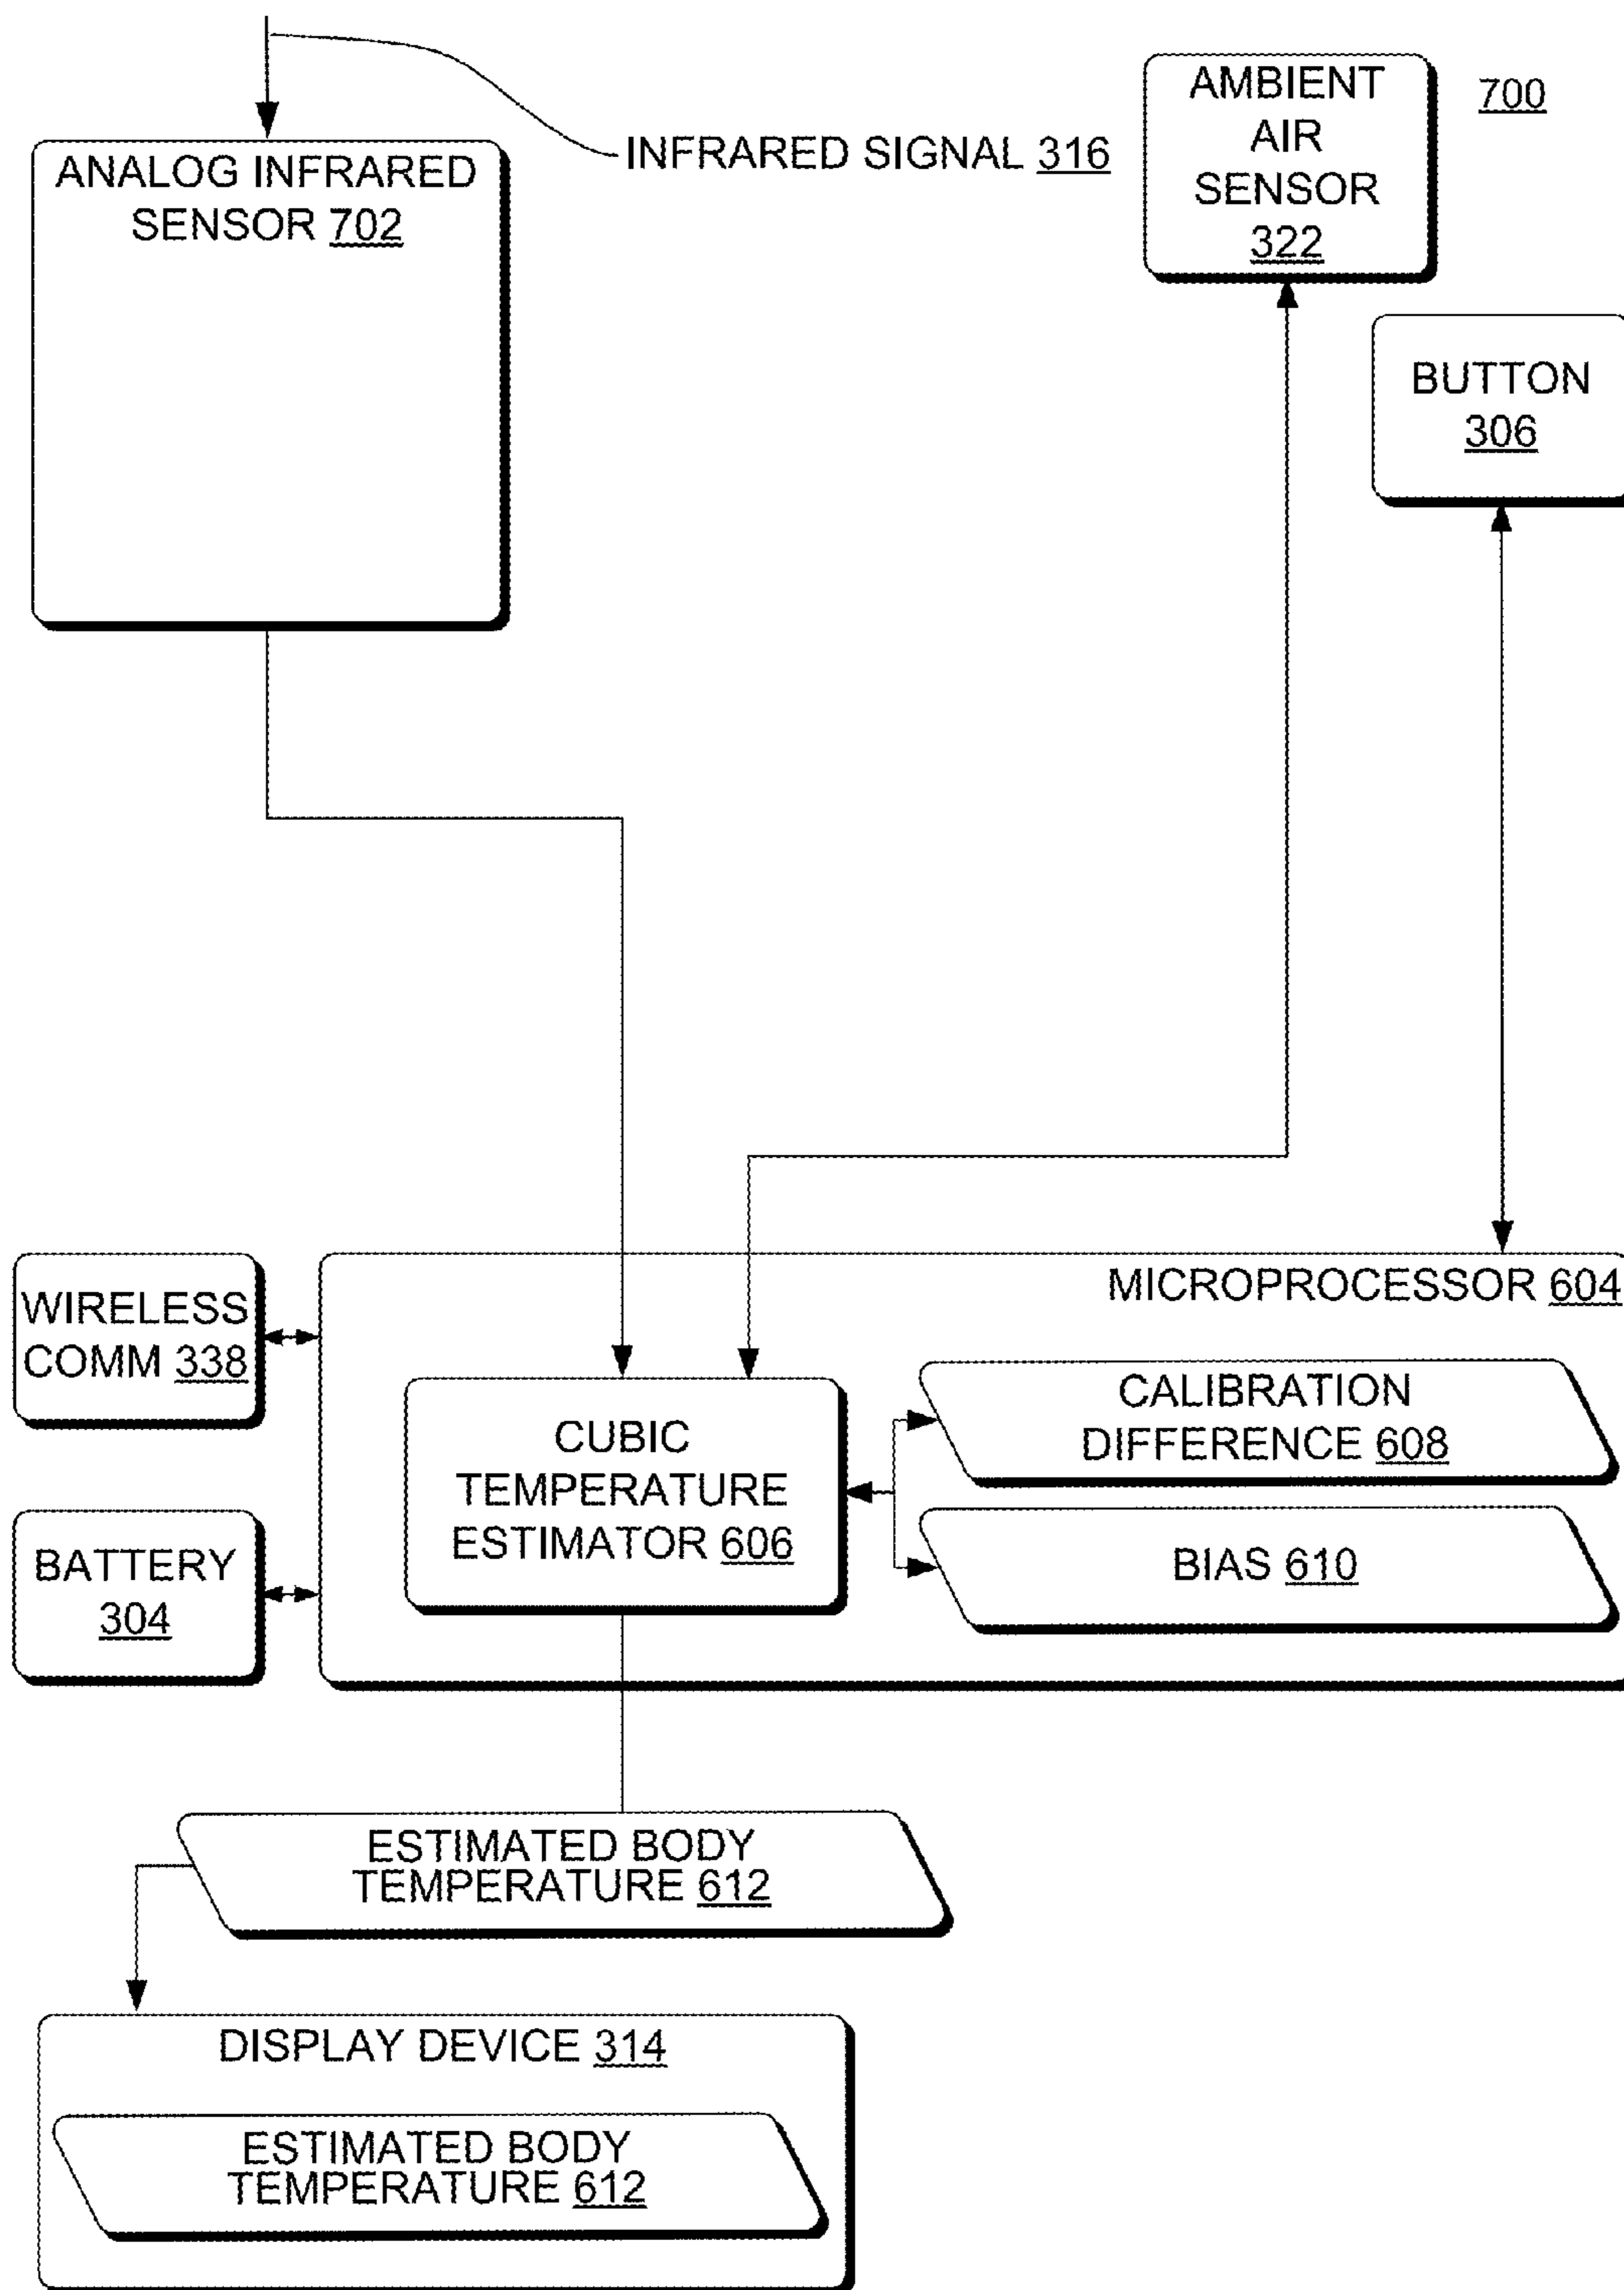 ANALOG INFRARED
SENSOR 702
INFRARED SIGNAL 316
AMBIENT
AIR
SENSOR
322
700
BUTTON
306
WIRELESS
COMM 338
BATTERY
304
MICROPROCESSOR 604
CUBIC
TEMPERATURE
ESTIMATOR 606
CALIBRATION
DIFFERENCE 608
BIAS 610
ESTIMATED BODY
TEMPERATURE 612
DISPLAY DEVICE 314
ESTIMATED BODY
TEMPERATURE 612